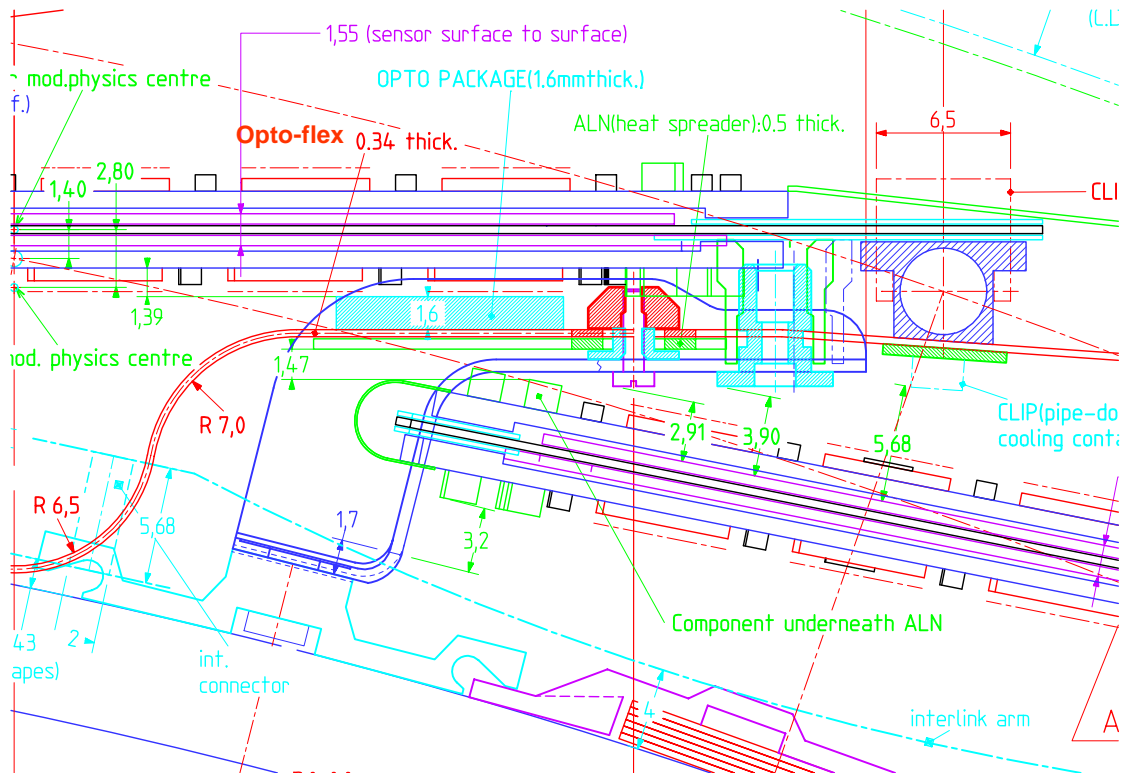 1,55 (sensor surface to surface)
(C.L
mod.physics centre
OPTO PACKAGE(1.6mmthick.)
f.)
Opto-flex 0.34 thick.
ALN(heat spreader):0.5 thick.
6,5
2,80
1,40
CLI
1,39
1,6
mod. physics centre
1,47
R 7,0
2,91
3,90
5,68
CLIP(pipe-do
cooling conta
R 6,5
5,68
1,7
3,2
Component underneath ALN
43
2
apes)
int.
connector
4
interlink arm
A